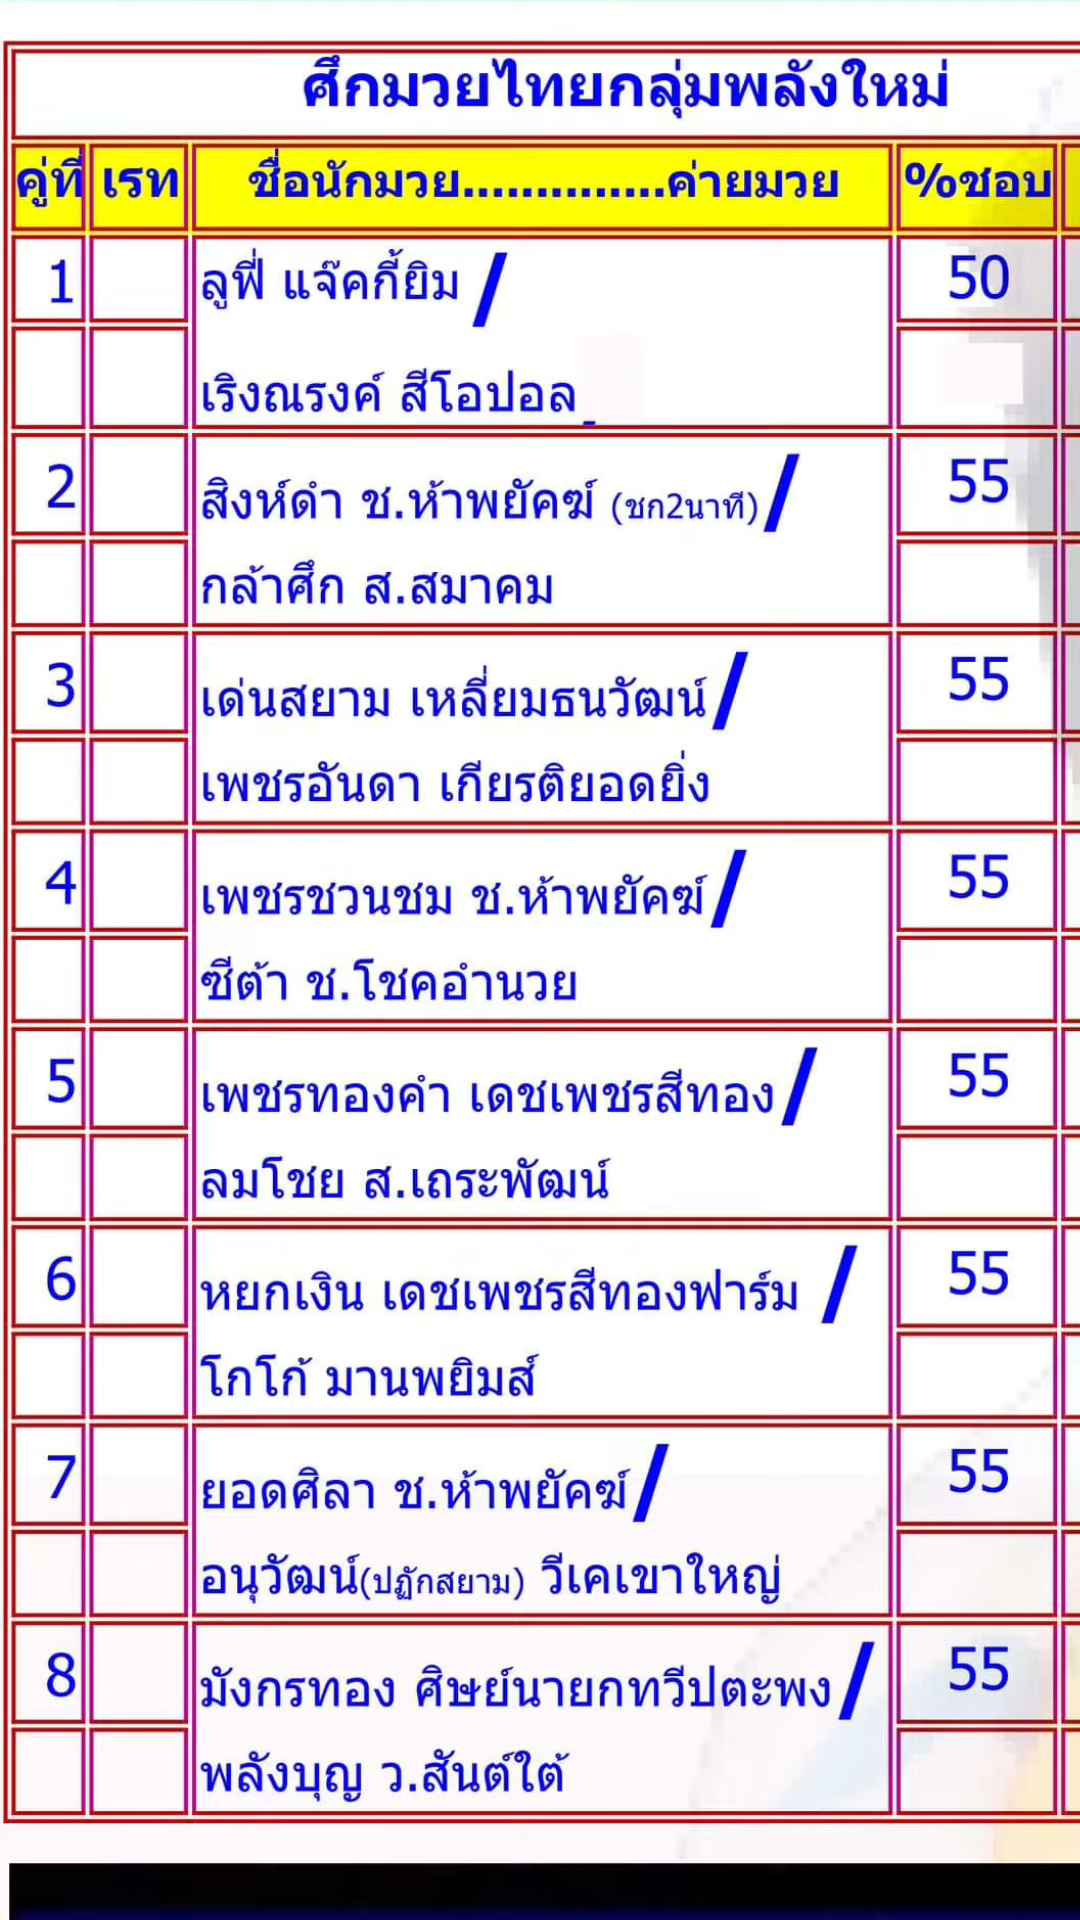 ศึกมวยไทยกลุ่มพลังใหม่
คู่ที่ เรท ชื่อนักมวย..............ค่ายมวย %ชอบ
1 ลูฟี่ แจ๊คกี้ยิม / 50
เริงณรงค์ สีโอปอล
2 สิงห์ดำ ช.ห้าพยัคฆ์ (ชก2นาที)/ 55
กล้าศึก ส.สมาคม
3 เด่นสยาม เหลี่ยมธนวัฒน์/ 55
เพชรอันดา เกียรติยอดยิ่ง
4 เพชรชวนชม ช.ห้าพยัคฆ์/ 55
ซีต้า ช.โชคอำนวย
5 เพชรทองคำ เดชเพชรสีทอง/ 55
ลมโชย ส.เถระพัฒน์
6 หยกเงิน เดชเพชรสีทองฟาร์ม / 55
โกโก้ มานพยิมส์
7 ยอดศิลา ช.ห้าพยัคฆ์/ 55
อนุวัฒน์(ปฏักสยาม) วีเคเขาใหญ่
8 มังกรทอง ศิษย์นายกทวีปตะพง/ 55
พลังบุญ ว.สันต์ใต้